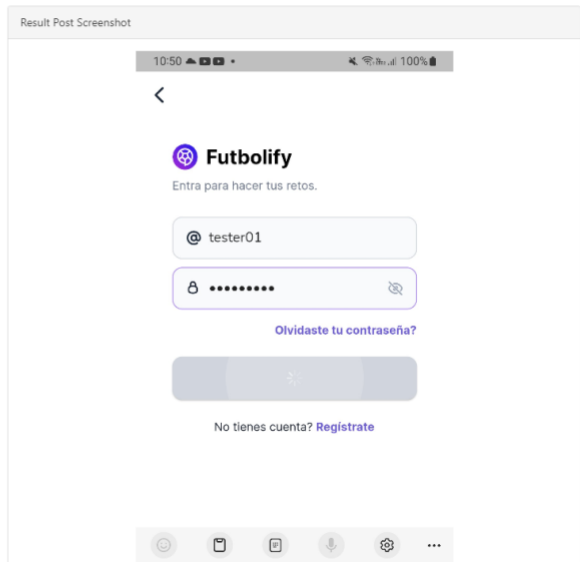 Result Post Screenshot
10:50
100%
Futbolify
Entra para hacer tus retos.
@ tester01
•••••••••
Olvidaste tu contraseña?
No tienes cuenta? Regístrate